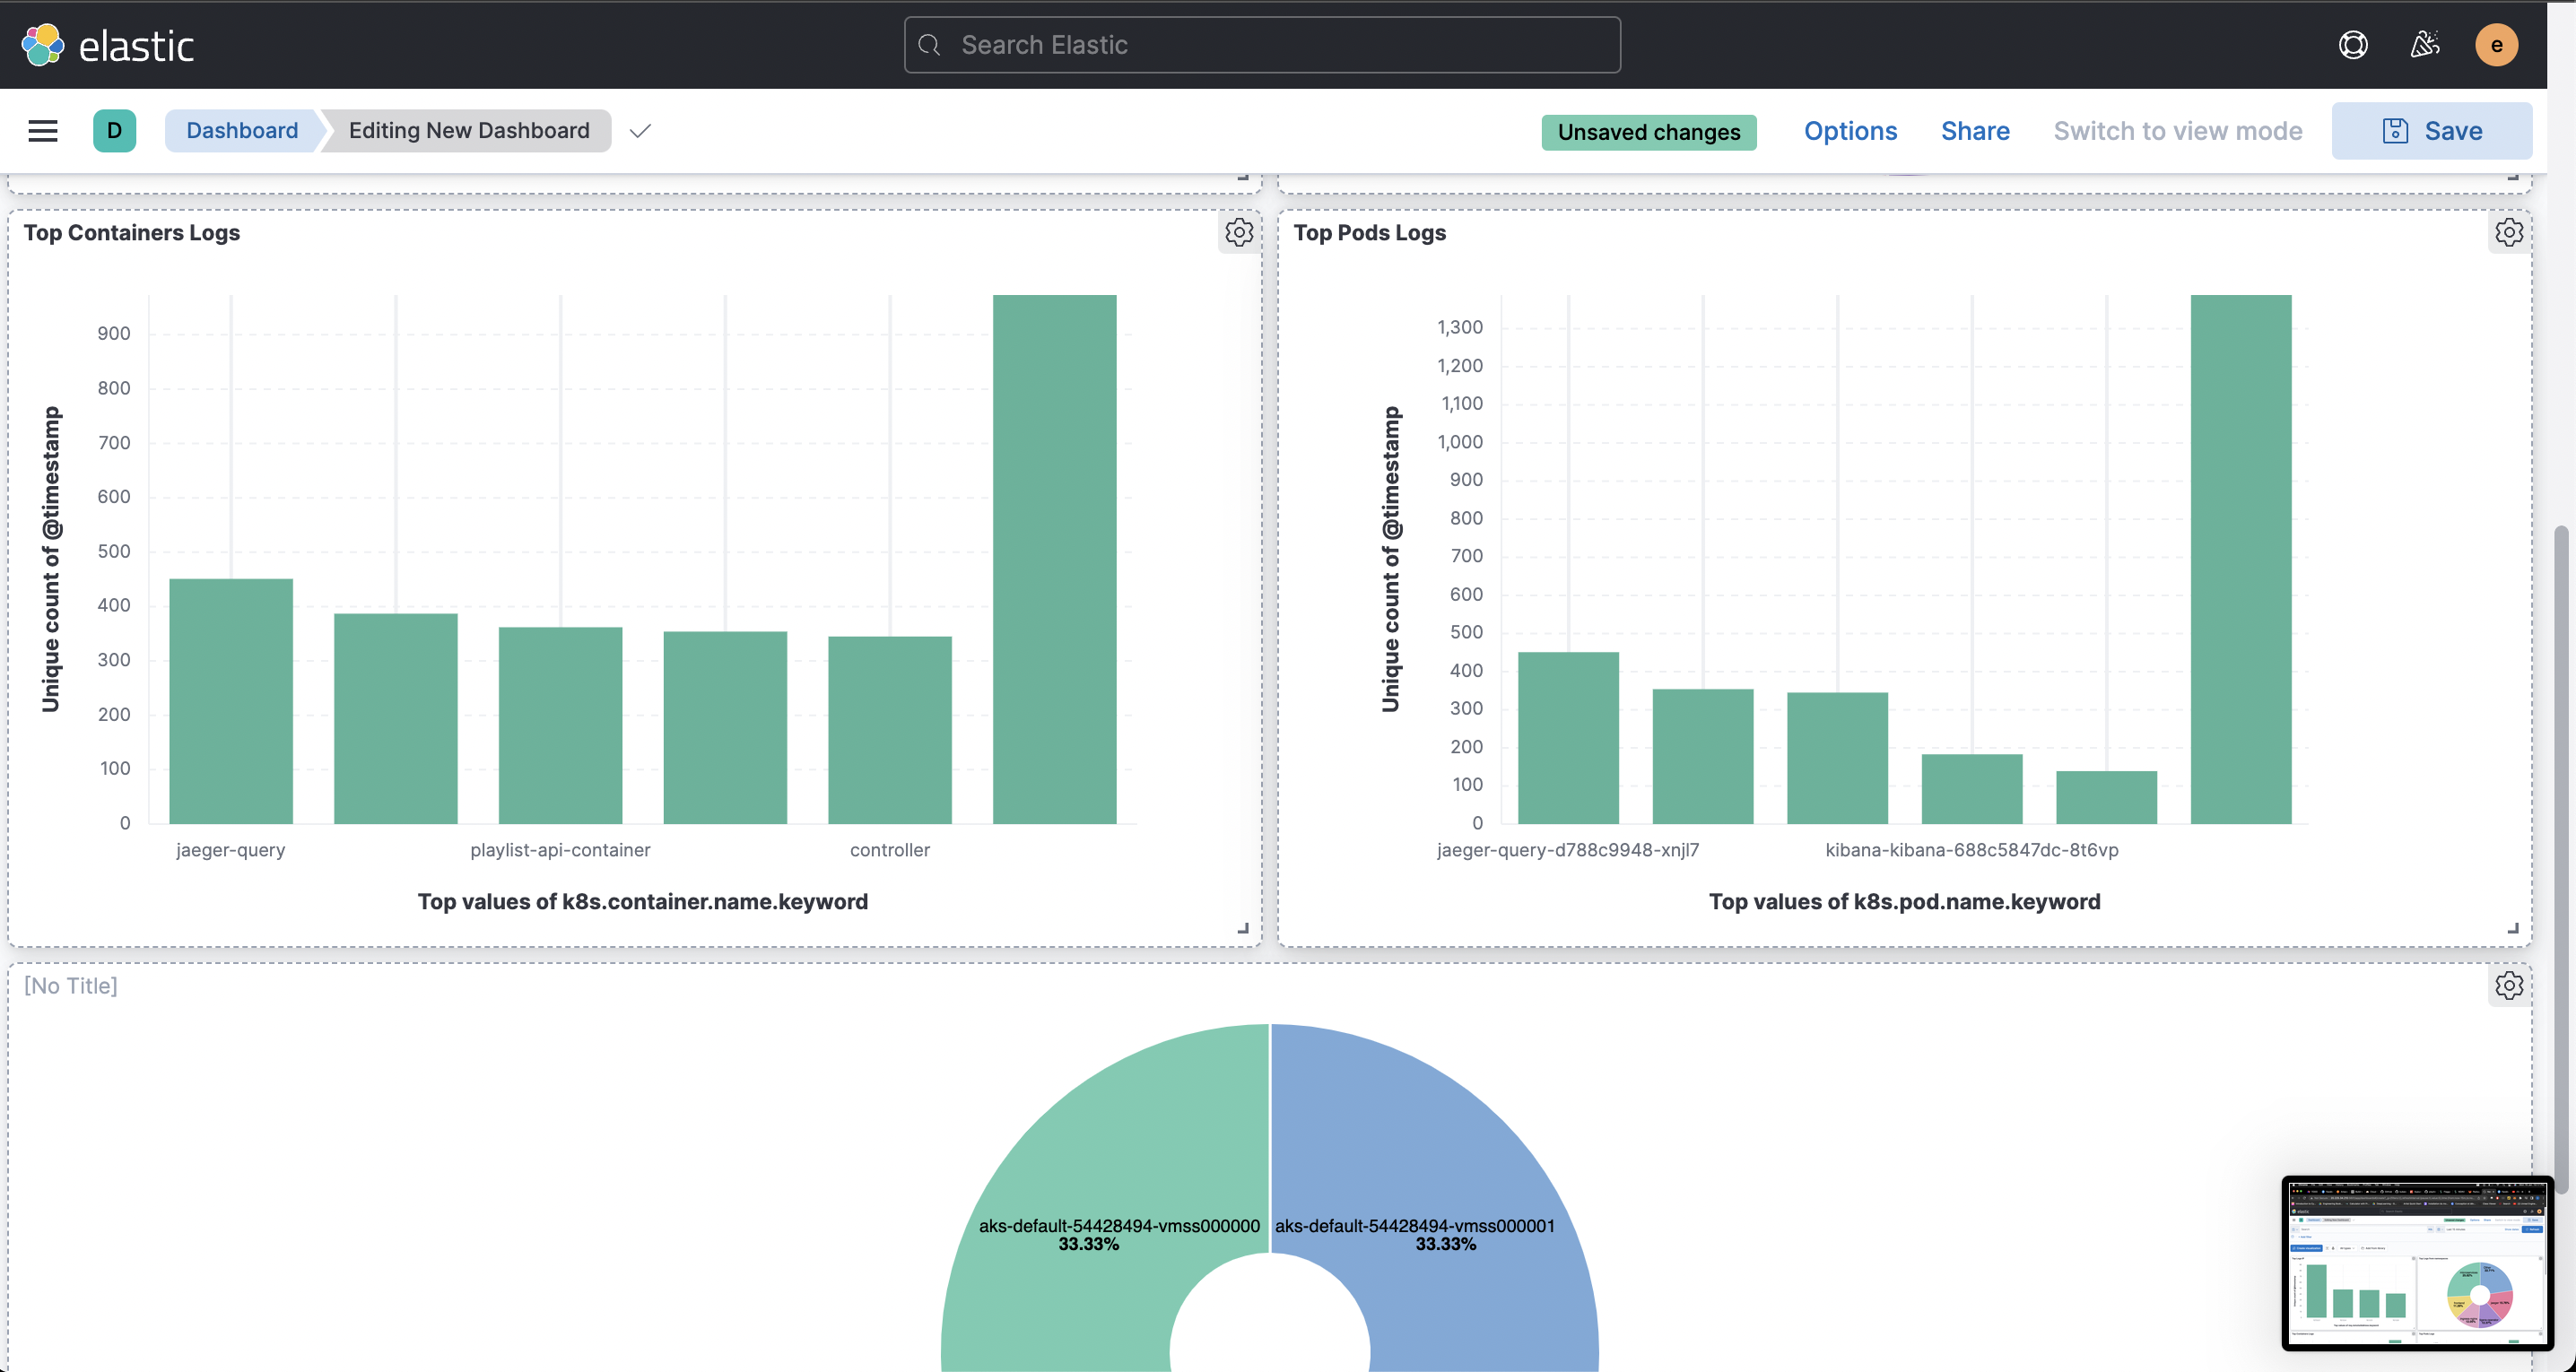 elastic
Search Elastic
e
D
Dashboard
Editing New Dashboard
Unsaved changes
Options
Share
Switch to view mode
Save
Top Containers Logs
900
800
700
600
500
400
300
200
100
0
Unique count of @timestamp
jaeger-query
playlist-api-container
controller
Top values of k8s.container.name.keyword
Top Pods Logs
1,300
1,200
1,100
1,000
900
800
700
600
500
400
300
200
100
0
Unique count of @timestamp
jaeger-query-d788c9948-xnjl7
kibana-kibana-688c5847dc-8t6vp
Top values of k8s.pod.name.keyword
[No Title]
aks-default-54428494-vmss000000
33.33%
aks-default-54428494-vmss000001
33.33%